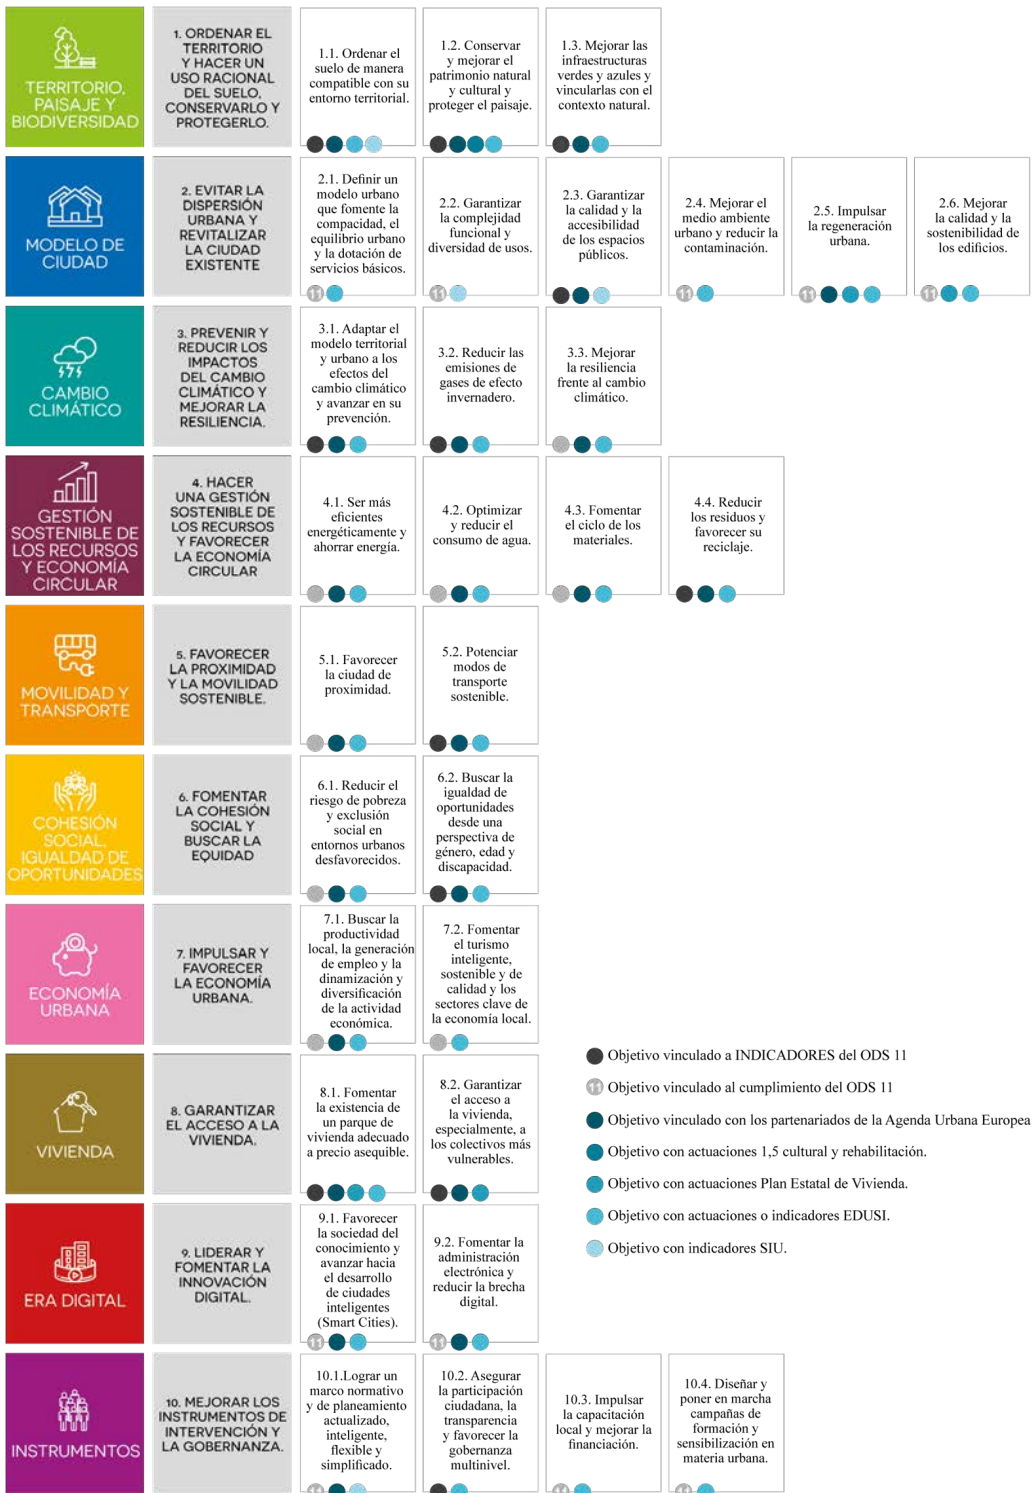 TERRITORIO,
PAISAJE Y
BIODIVERSIDAD
1. ORDENAR EL
TERRITORIO
Y HACER UN
USO RACIONAL
DEL SUELO,
CONSERVARLO Y
PROTEGERLO.
1.1. Ordenar el
suelo de manera
compatible con su
entorno territorial.
1.2. Conservar
y mejorar el
patrimonio natural
y cultural y
proteger el paisaje.
1.3. Mejorar las
infraestructuras
verdes y azules y
vincularlas con el
contexto natural.
MODELO DE
CIUDAD
2. EVITAR LA
DISPERSIÓN
URBANA Y
REVITALIZAR
LA CIUDAD
EXISTENTE
2.1. Definir un
modelo urbano
que fomente la
compacidad, el
equilibrio urbano
y la dotación de
servicios básicos.
11
2.2. Garantizar
la complejidad
funcional y
diversidad de usos.
11
2.3. Garantizar
la calidad y la
accesibilidad
de los espacios
públicos.
2.4. Mejorar el
medio ambiente
urbano y reducir la
contaminación.
11
2.5. Impulsar
la regeneración
urbana.
11
2.6. Mejorar
la calidad y la
sostenibilidad de
los edificios.
11
CAMBIO
CLIMÁTICO
3. PREVENIR Y
REDUCIR LOS
IMPACTOS
DEL CAMBIO
CLIMÁTICO Y
MEJORAR LA
RESILIENCIA.
3.1. Adaptar el
modelo territorial
y urbano a los
efectos del
cambio climático
y avanzar en su
prevención.
3.2. Reducir las
emisiones de
gases de efecto
invernadero.
3.3. Mejorar
la resiliencia
frente al cambio
climático.
GESTIÓN
SOSTENIBLE DE
LOS RECURSOS
Y ECONOMÍA
CIRCULAR
4. HACER
UNA GESTIÓN
SOSTENIBLE DE
LOS RECURSOS
Y FAVORECER
LA ECONOMÍA
CIRCULAR
4.1. Ser más
eficientes
energéticamente y
ahorrar energía.
4.2. Optimizar
y reducir el
consumo de agua.
4.3. Fomentar
el ciclo de los
materiales.
4.4. Reducir
los residuos y
favorecer su
reciclaje.
MOVILIDAD Y
TRANSPORTE
5. FAVORECER
LA PROXIMIDAD
Y LA MOVILIDAD
SOSTENIBLE.
5.1. Favorecer
la ciudad de
proximidad.
5.2. Potenciar
modos de
transporte
sostenible.
COHESIÓN
SOCIAL,
IGUALDAD DE
OPORTUNIDADES
6. FOMENTAR
LA COHESIÓN
SOCIAL Y
BUSCAR LA
EQUIDAD
6.1. Reducir el
riesgo de pobreza
y exclusión
social en
entornos urbanos
desfavorecidos.
6.2. Buscar la
igualdad de
oportunidades
desde una
perspectiva de
género, edad y
discapacidad.
ECONOMÍA
URBANA
7. IMPULSAR Y
FAVORECER
LA ECONOMÍA
URBANA.
7.1. Buscar la
productividad
local, la generación
de empleo y la
dinamización y
diversificación
de la actividad
económica.
7.2. Fomentar
el turismo
inteligente,
sostenible y de
calidad y los
sectores clave de
la economía local.
VIVIENDA
8. GARANTIZAR
EL ACCESO A LA
VIVIENDA.
8.1. Fomentar
la existencia de
un parque de
vivienda adecuado
a precio asequible.
8.2. Garantizar
el acceso a
la vivienda,
especialmente, a
los colectivos más
vulnerables.
ERA DIGITAL
9. LIDERAR Y
FOMENTAR LA
INNOVACIÓN
DIGITAL.
9.1. Favorecer
la sociedad del
conocimiento y
avanzar hacia
el desarrollo
de ciudades
inteligentes
(Smart Cities).
11
9.2. Fomentar la
administración
electrónica y
reducir la brecha
digital.
11
INSTRUMENTOS
10. MEJORAR LOS
INSTRUMENTOS DE
INTERVENCIÓN Y
LA GOBERNANZA.
10.1.Lograr un
marco normativo
y de planeamiento
actualizado,
inteligente,
flexible y
simplificado.
11
10.2. Asegurar
la participación
ciudadana, la
transparencia
y favorecer la
gobernanza
multinivel.
10.3. Impulsar
la capacitación
local y mejorar la
financiación.
11
10.4. Diseñar y
poner en marcha
campañas de
formación y
sensibilización en
materia urbana.
11
Objetivo vinculado a INDICADORES del ODS 11
11 Objetivo vinculado al cumplimiento del ODS 11
Objetivo vinculado con los partenariados de la Agenda Urbana Europea
Objetivo con actuaciones 1,5 cultural y rehabilitación.
Objetivo con actuaciones Plan Estatal de Vivienda.
Objetivo con actuaciones o indicadores EDUSI.
Objetivo con indicadores SIU.